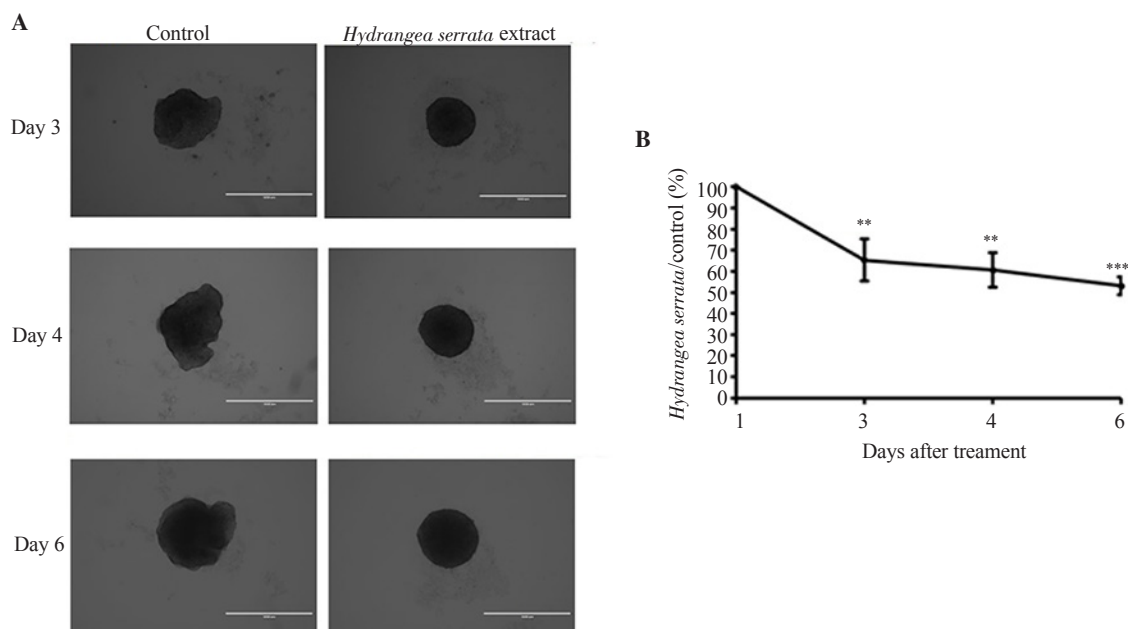 A
Control
Hydrangea serrata extract
Day 3
Day 4
Day 6
B
Hydrangea serrata/control (%)
100
90
80
70
60
50
40
30
20
10
0
**
**
***
1
3
4
6
Days after treament